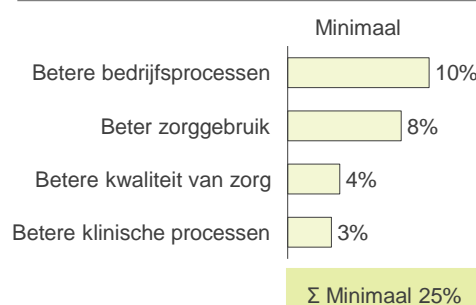 Minimaal
Betere bedrijfsprocessen 10%
Beter zorggebruik 8%
Betere kwaliteit van zorg 4%
Betere klinische processen 3%
Σ Minimaal 25%